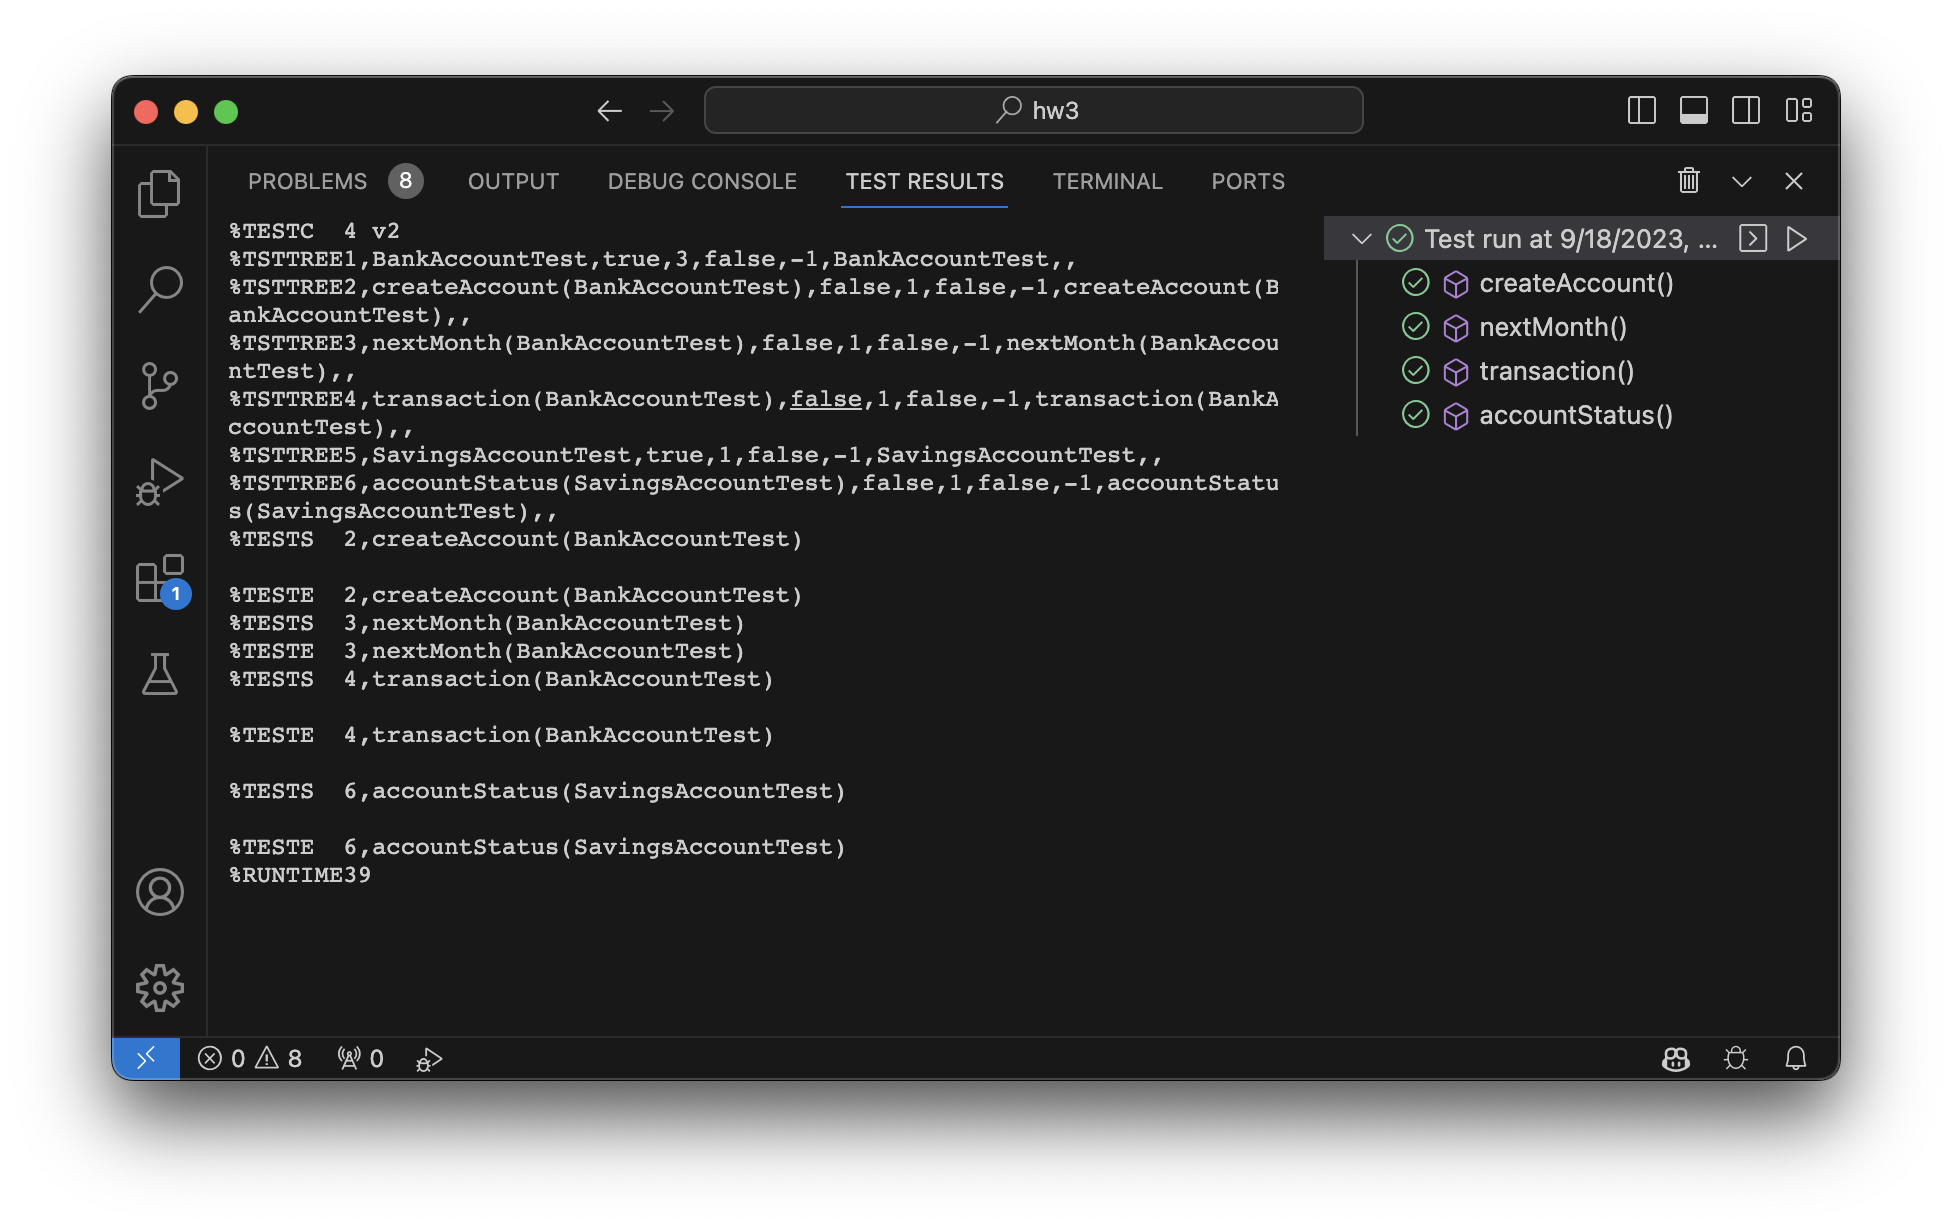 hw3
PROBLEMS 8 OUTPUT DEBUG CONSOLE TEST RESULTS TERMINAL PORTS
%TESTC  4 v2
%TSTTREE1,BankAccountTest,true,3,false,-1,BankAccountTest,,
%TSTTREE2,createAccount(BankAccountTest),false,1,false,-1,createAccount(B
ankAccountTest),,
%TSTTREE3,nextMonth(BankAccountTest),false,1,false,-1,nextMonth(BankAccou
ntTest),,
%TSTTREE4,transaction(BankAccountTest),false,1,false,-1,transaction(BankA
ccountTest),,
%TSTTREE5,SavingsAccountTest,true,1,false,-1,SavingsAccountTest,,
%TSTTREE6,accountStatus(SavingsAccountTest),false,1,false,-1,accountStatu
s(SavingsAccountTest),,
%TESTS  2,createAccount(BankAccountTest)
%TESTE  2,createAccount(BankAccountTest)
%TESTS  3,nextMonth(BankAccountTest)
%TESTE  3,nextMonth(BankAccountTest)
%TESTS  4,transaction(BankAccountTest)
%TESTE  4,transaction(BankAccountTest)
%TESTS  6,accountStatus(SavingsAccountTest)
%TESTE  6,accountStatus(SavingsAccountTest)
%RUNTIME39
Test run at 9/18/2023, ...
createAccount()
nextMonth()
transaction()
accountStatus()
1
0 8 0